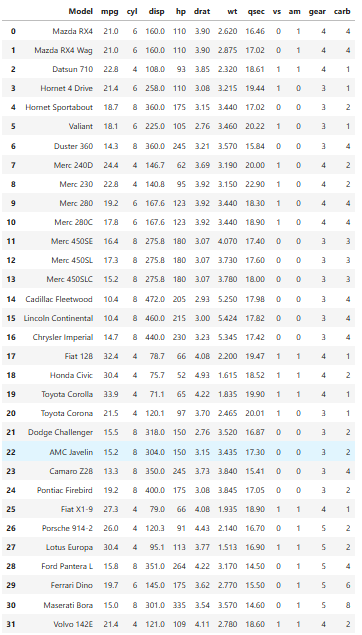 Model mpg cyl disp hp drat wt qsec vs am gear carb
0 Mazda RX4 21.0 6 160.0 110 3.90 2.620 16.46 0 1 4 4
1 Mazda RX4 Wag 21.0 6 160.0 110 3.90 2.875 17.02 0 1 4 4
2 Datsun 710 22.8 4 108.0 93 3.85 2.320 18.61 1 1 4 1
3 Hornet 4 Drive 21.4 6 258.0 110 3.08 3.215 19.44 1 0 3 1
4 Hornet Sportabout 18.7 8 360.0 175 3.15 3.440 17.02 0 0 3 2
5 Valiant 18.1 6 225.0 105 2.76 3.460 20.22 1 0 3 1
6 Duster 360 14.3 8 360.0 245 3.21 3.570 15.84 0 0 3 4
7 Merc 240D 24.4 4 146.7 62 3.69 3.190 20.00 1 0 4 2
8 Merc 230 22.8 4 140.8 95 3.92 3.150 22.90 1 0 4 2
9 Merc 280 19.2 6 167.6 123 3.92 3.440 18.30 1 0 4 4
10 Merc 280C 17.8 6 167.6 123 3.92 3.440 18.90 1 0 4 4
11 Merc 450SE 16.4 8 275.8 180 3.07 4.070 17.40 0 0 3 3
12 Merc 450SL 17.3 8 275.8 180 3.07 3.730 17.60 0 0 3 3
13 Merc 450SLC 15.2 8 275.8 180 3.07 3.780 18.00 0 0 3 3
14 Cadillac Fleetwood 10.4 8 472.0 205 2.93 5.250 17.98 0 0 3 4
15 Lincoln Continental 10.4 8 460.0 215 3.00 5.424 17.82 0 0 3 4
16 Chrysler Imperial 14.7 8 440.0 230 3.23 5.345 17.42 0 0 3 4
17 Fiat 128 32.4 4 78.7 66 4.08 2.200 19.47 1 1 4 1
18 Honda Civic 30.4 4 75.7 52 4.93 1.615 18.52 1 1 4 2
19 Toyota Corolla 33.9 4 71.1 65 4.22 1.835 19.90 1 1 4 1
20 Toyota Corona 21.5 4 120.1 97 3.70 2.465 20.01 1 0 3 1
21 Dodge Challenger 15.5 8 318.0 150 2.76 3.520 16.87 0 0 3 2
22 AMC Javelin 15.2 8 304.0 150 3.15 3.435 17.30 0 0 3 2
23 Camaro Z28 13.3 8 350.0 245 3.73 3.840 15.41 0 0 3 4
24 Pontiac Firebird 19.2 8 400.0 175 3.08 3.845 17.05 0 0 3 2
25 Fiat X1-9 27.3 4 79.0 66 4.08 1.935 18.90 1 1 4 1
26 Porsche 914-2 26.0 4 120.3 91 4.43 2.140 16.70 0 1 5 2
27 Lotus Europa 30.4 4 95.1 113 3.77 1.513 16.90 1 1 5 2
28 Ford Pantera L 15.8 8 351.0 264 4.22 3.170 14.50 0 1 5 4
29 Ferrari Dino 19.7 6 145.0 175 3.62 2.770 15.50 0 1 5 6
30 Maserati Bora 15.0 8 301.0 335 3.54 3.570 14.60 0 1 5 8
31 Volvo 142E 21.4 4 121.0 109 4.11 2.780 18.60 1 1 4 2